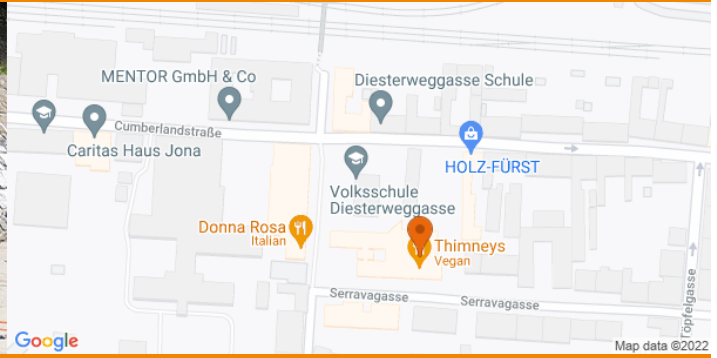 MENTOR GmbH & Co
Diesterweggasse Schule
Cumberlandstraße
Caritas Haus Jona
HOLZ-FÜRST
Volksschule
Diesterweggasse
Donna Rosa
Italian
Thimneys
Vegan
Serravagasse
Serravagasse
Töpfelgasse
Google
Map data ©2022